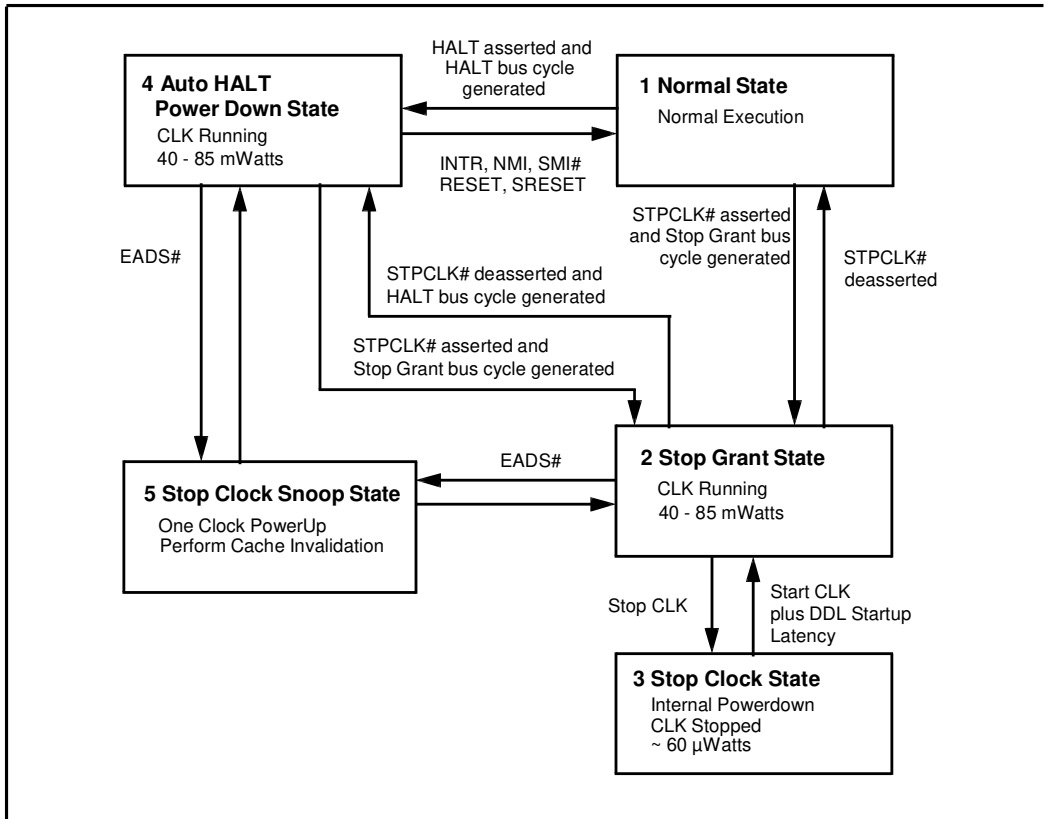 HALT asserted and
HALT bus cycle
generated
4 Auto HALT
Power Down State
CLK Running
40 - 85 mWatts
1 Normal State
Normal Execution
INTR, NMI, SMI#
RESET, SRESET
STPCLK# asserted
and Stop Grant bus
cycle generated
STPCLK#
deasserted
EADS#
STPCLK# deasserted and
HALT bus cycle generated
STPCLK# asserted and
Stop Grant bus cycle generated
5 Stop Clock Snoop State
One Clock PowerUp
Perform Cache Invalidation
EADS#
2 Stop Grant State
CLK Running
40 - 85 mWatts
Stop CLK
Start CLK
plus DDL Startup
Latency
3 Stop Clock State
Internal Powerdown
CLK Stopped
~ 60 µWatts